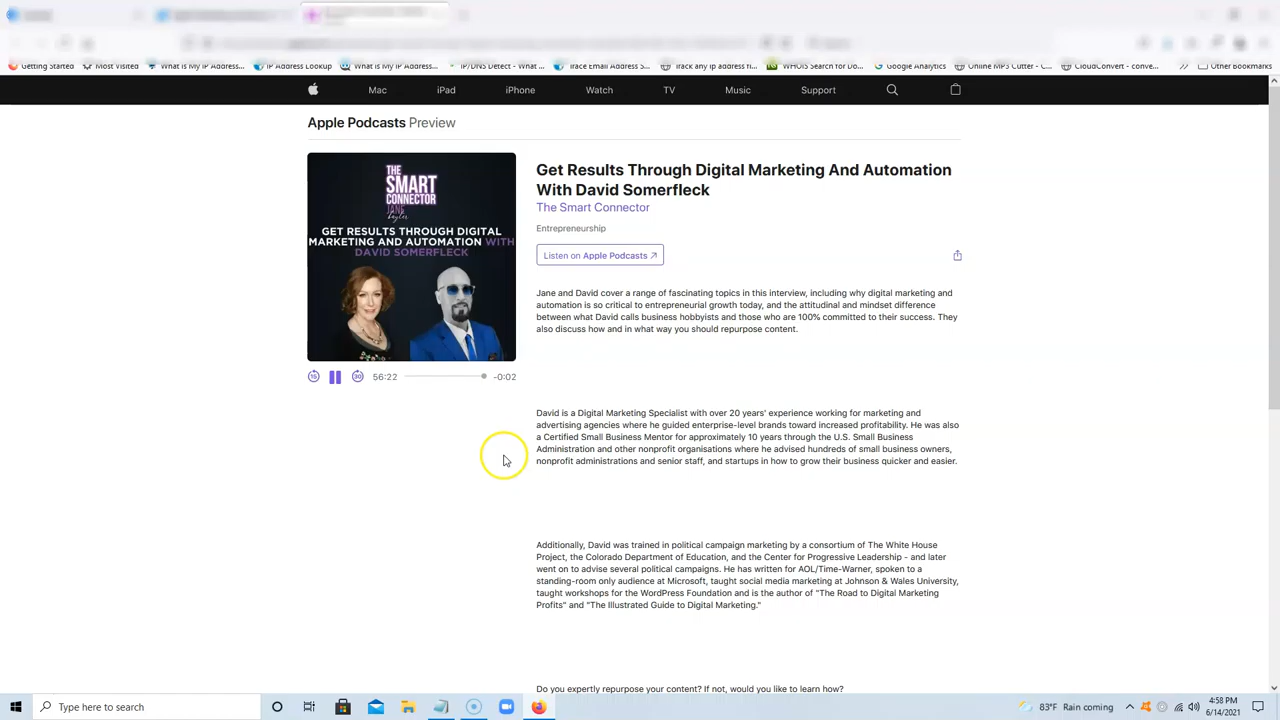 Getting Started Most Visited What Is My IP Address... IP Address Lookup What Is My IP Address... IP/DNS Detect - What ... Trace Email Address S... Track any ip address fi... WHOIS Search for Do... Google Analytics Online MP3 Cutter - C... CloudConvert - conve... Other Bookmarks
Mac iPad iPhone Watch TV Music Support
Apple Podcasts Preview
THE
SMART
CONNECTOR
JANE
GET RESULTS THROUGH DIGITAL
MARKETING AND AUTOMATION WITH
DAVID SOMERFLECK
15 30 56:22 -0:02
Get Results Through Digital Marketing And Automation
With David Somerfleck
The Smart Connector
Entrepreneurship
Listen on Apple Podcasts ↗
Jane and David cover a range of fascinating topics in this interview, including why digital marketing and
automation is so critical to entrepreneurial growth today, and the attitudinal and mindset difference
between what David calls business hobbyists and those who are 100% committed to their success. They
also discuss how and in what way you should repurpose content.
David is a Digital Marketing Specialist with over 20 years' experience working for marketing and
advertising agencies where he guided enterprise-level brands toward increased profitability. He was also
a Certified Small Business Mentor for approximately 10 years through the U.S. Small Business
Administration and other nonprofit organisations where he advised hundreds of small business owners,
nonprofit administrations and senior staff, and startups in how to grow their business quicker and easier.
Additionally, David was trained in political campaign marketing by a consortium of The White House
Project, the Colorado Department of Education, and the Center for Progressive Leadership - and later
went on to advise several political campaigns. He has written for AOL/Time-Warner, spoken to a
standing-room only audience at Microsoft, taught social media marketing at Johnson & Wales University,
taught workshops for the WordPress Foundation and is the author of "The Road to Digital Marketing
Profits" and "The Illustrated Guide to Digital Marketing."
Do you expertly repurpose your content? If not, would you like to learn how?
Type here to search
83°F Rain coming
4:58 PM
6/14/2021